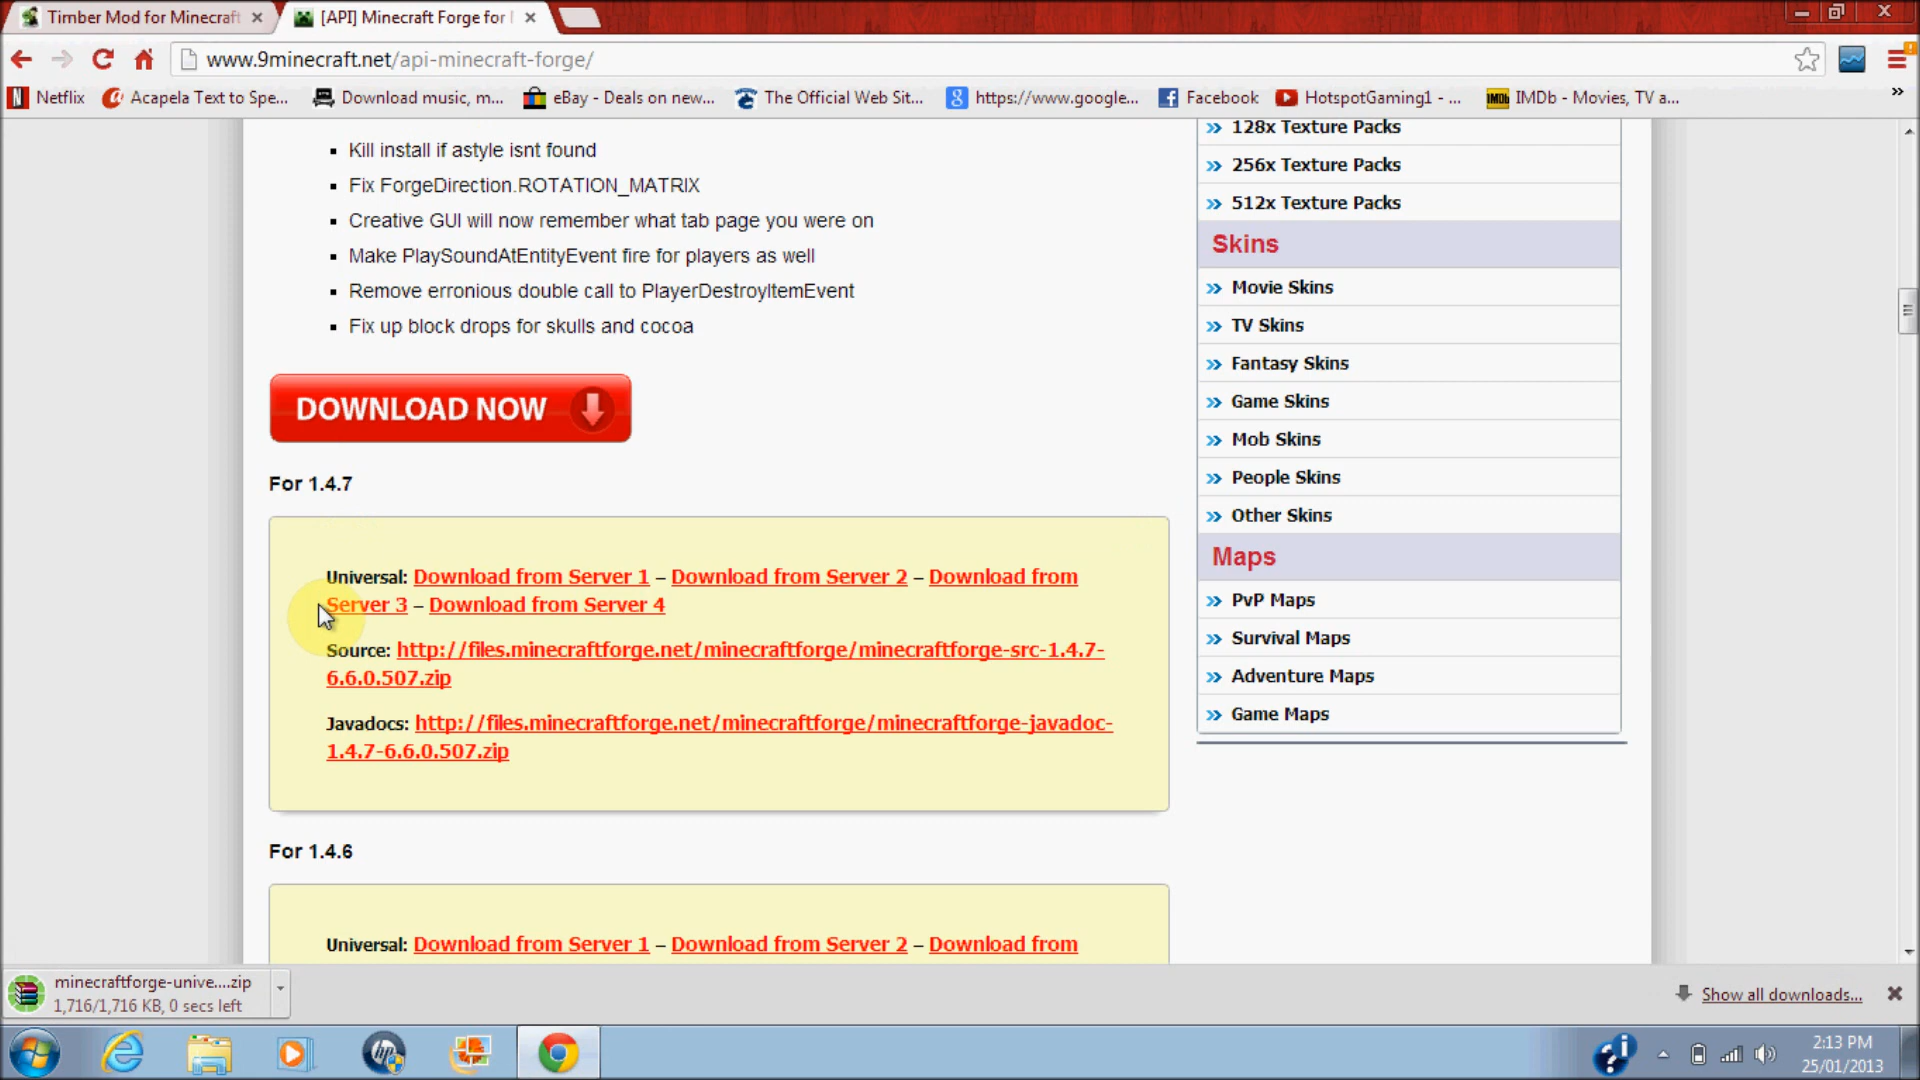 Timber Mod for Minecraft
[API] Minecraft Forge for
www.9minecraft.net/api-minecraft-forge/
Netflix
Acapela Text to Spe...
Download music, m...
eBay - Deals on new...
The Official Web Sit...
https://www.google...
Facebook
HotspotGaming1 - ...
IMDb - Movies, TV a...
Kill install if astyle isnt found
Fix ForgeDirection.ROTATION_MATRIX
Creative GUI will now remember what tab page you were on
Make PlaySoundAtEntityEvent fire for players as well
Remove erronious double call to PlayerDestroyItemEvent
Fix up block drops for skulls and cocoa
DOWNLOAD NOW
For 1.4.7
Universal: Download from Server 1 – Download from Server 2 – Download from
Server 3 – Download from Server 4
Source: http://files.minecraftforge.net/minecraftforge/minecraftforge-src-1.4.7-
6.6.0.507.zip
Javadocs: http://files.minecraftforge.net/minecraftforge/minecraftforge-javadoc-
1.4.7-6.6.0.507.zip
For 1.4.6
Universal: Download from Server 1 – Download from Server 2 – Download from
128x Texture Packs
256x Texture Packs
512x Texture Packs
Skins
Movie Skins
TV Skins
Fantasy Skins
Game Skins
Mob Skins
People Skins
Other Skins
Maps
PvP Maps
Survival Maps
Adventure Maps
Game Maps
minecraftforge-unive....zip
1,716/1,716 KB, 0 secs left
Show all downloads...
2:13 PM
25/01/2013